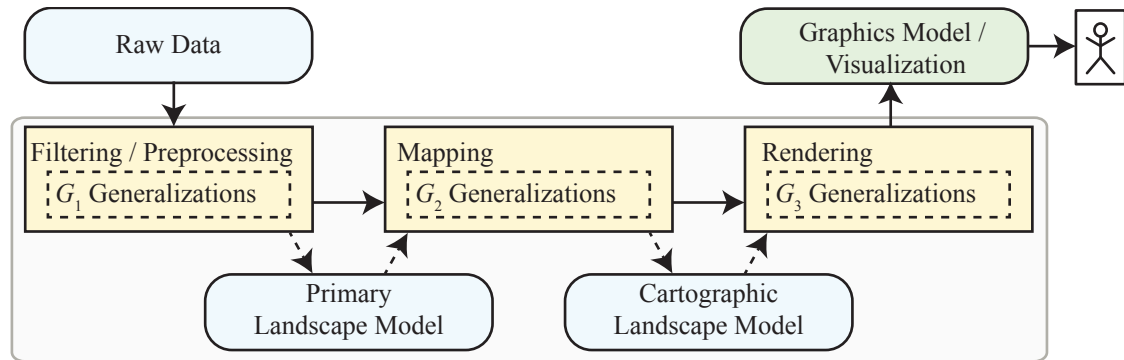 Raw Data
Graphics Model /
Visualization
Filtering / Preprocessing
G1 Generalizations
Mapping
G2 Generalizations
Rendering
G3 Generalizations
Primary
Landscape Model
Cartographic
Landscape Model